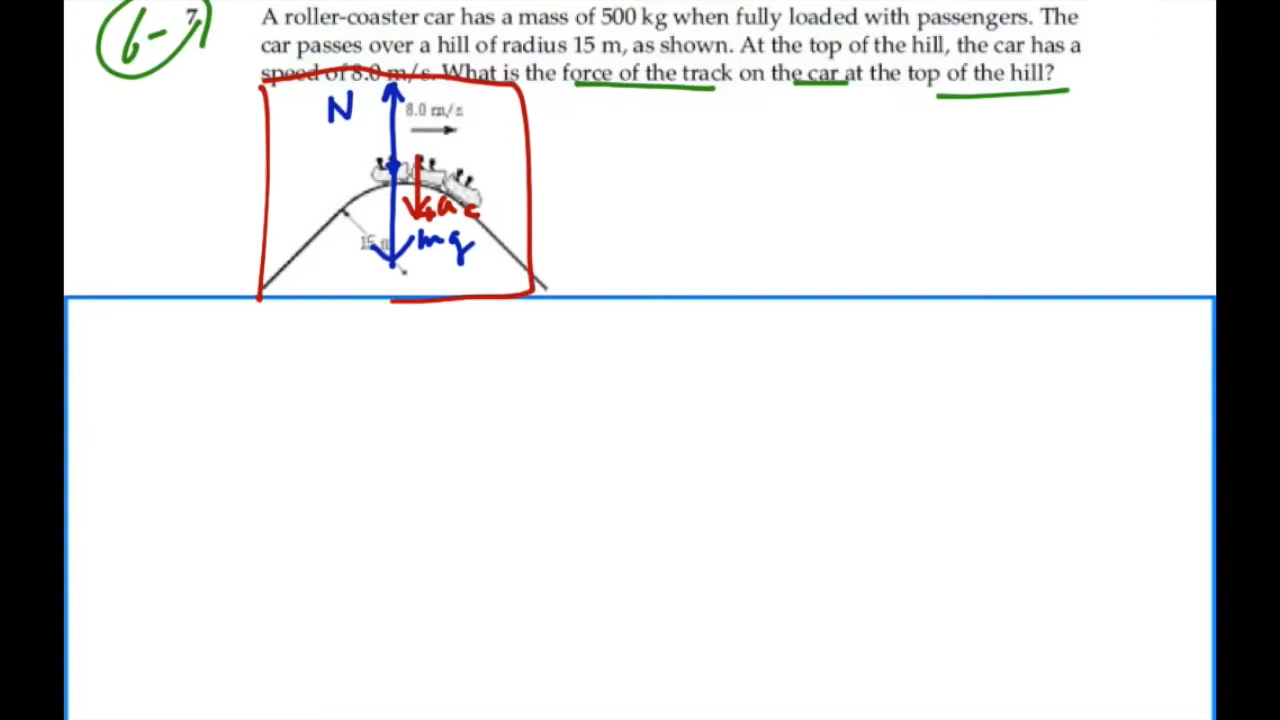 6-
7. A roller-coaster car has a mass of 500 kg when fully loaded with passengers. The
car passes over a hill of radius 15 m, as shown. At the top of the hill, the car has a
speed of 8.0 m/s. What is the force of the track on the car at the top of the hill?
N
8.0 m/s
ac
15 m
mg